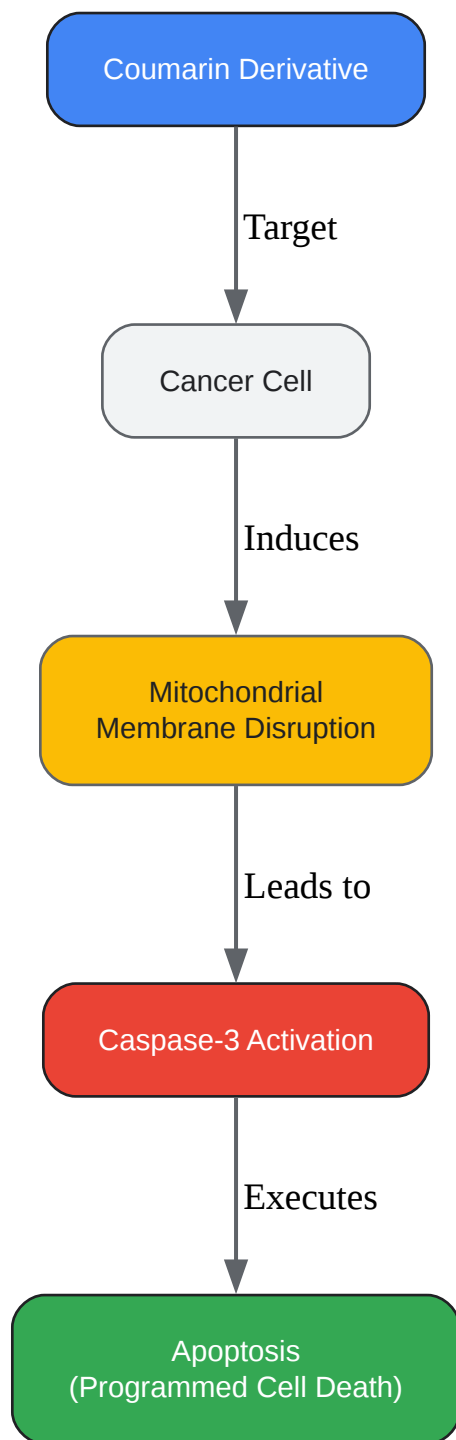 Coumarin Derivative
Target
Cancer Cell
Induces
Mitochondrial
Membrane Disruption
Leads to
Caspase-3 Activation
Executes
Apoptosis
(Programmed Cell Death)